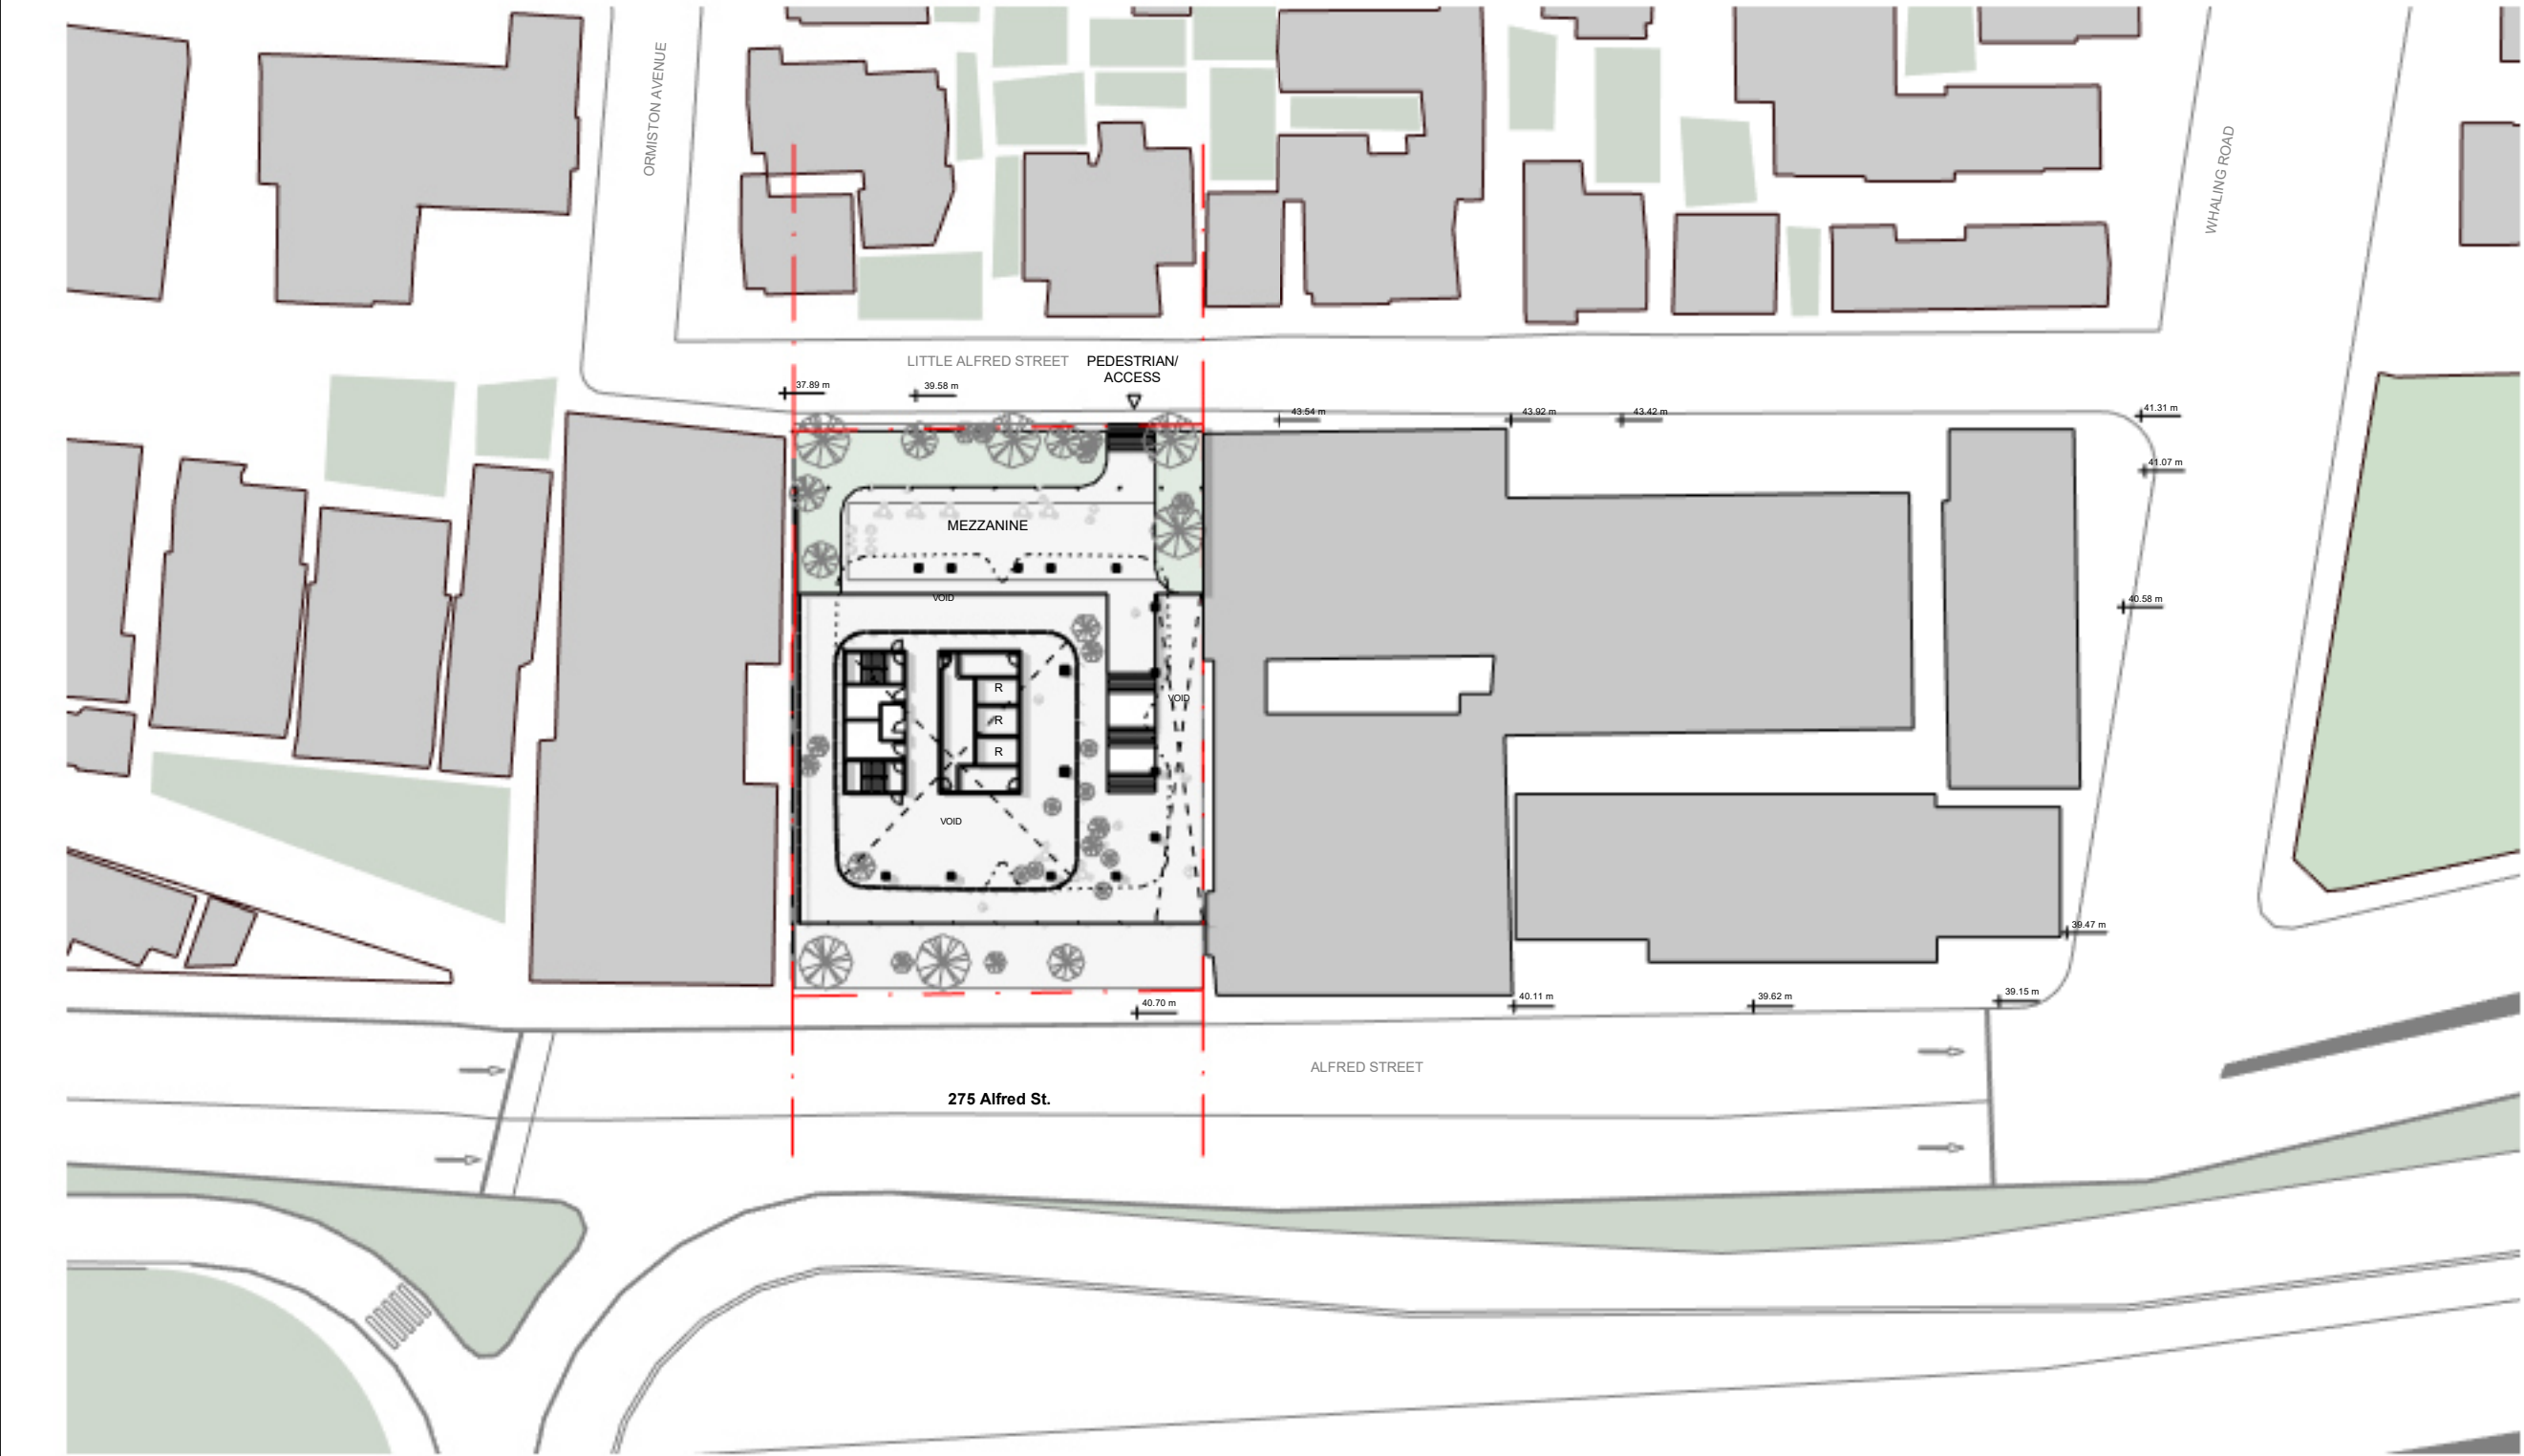 ORMISTON AVENUE
WHALING ROAD
LITTLE ALFRED STREET
PEDESTRIAN/
ACCESS
37.89 m
39.58 m
43.54 m
43.92 m
43.42 m
41.31 m
41.07 m
MEZZANINE
VOID
40.58 m
R
VOID
R
R
VOID
39.47 m
40.70 m
40.11 m
39.62 m
39.15 m
ALFRED STREET
275 Alfred St.